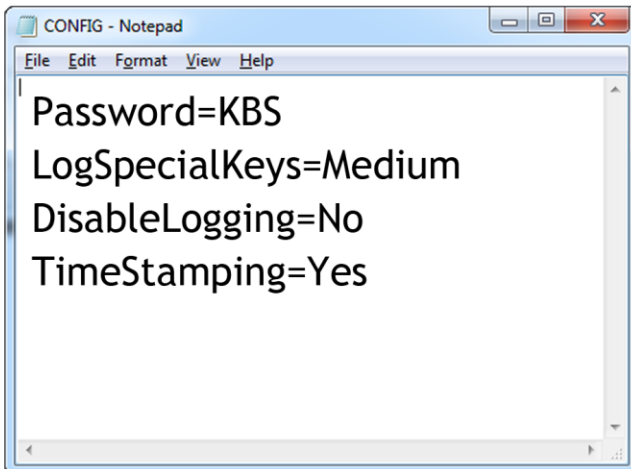 CONFIG - Notepad
File Edit Format View Help
Password=KBS
LogSpecialKeys=Medium
DisableLogging=No
TimeStamping=Yes